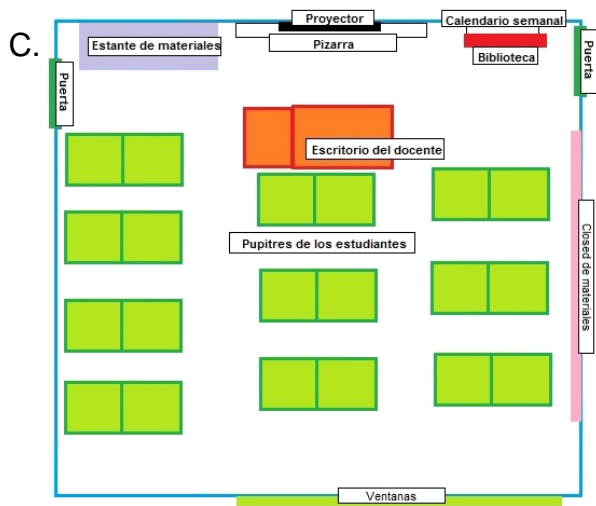 C.
Proyector
Calendario semanal
Estante de materiales
Pizarra
Biblioteca
Puerta
Puerta
Escritorio del docente
Pupitres de los estudiantes
Closed de materiales
Ventanas